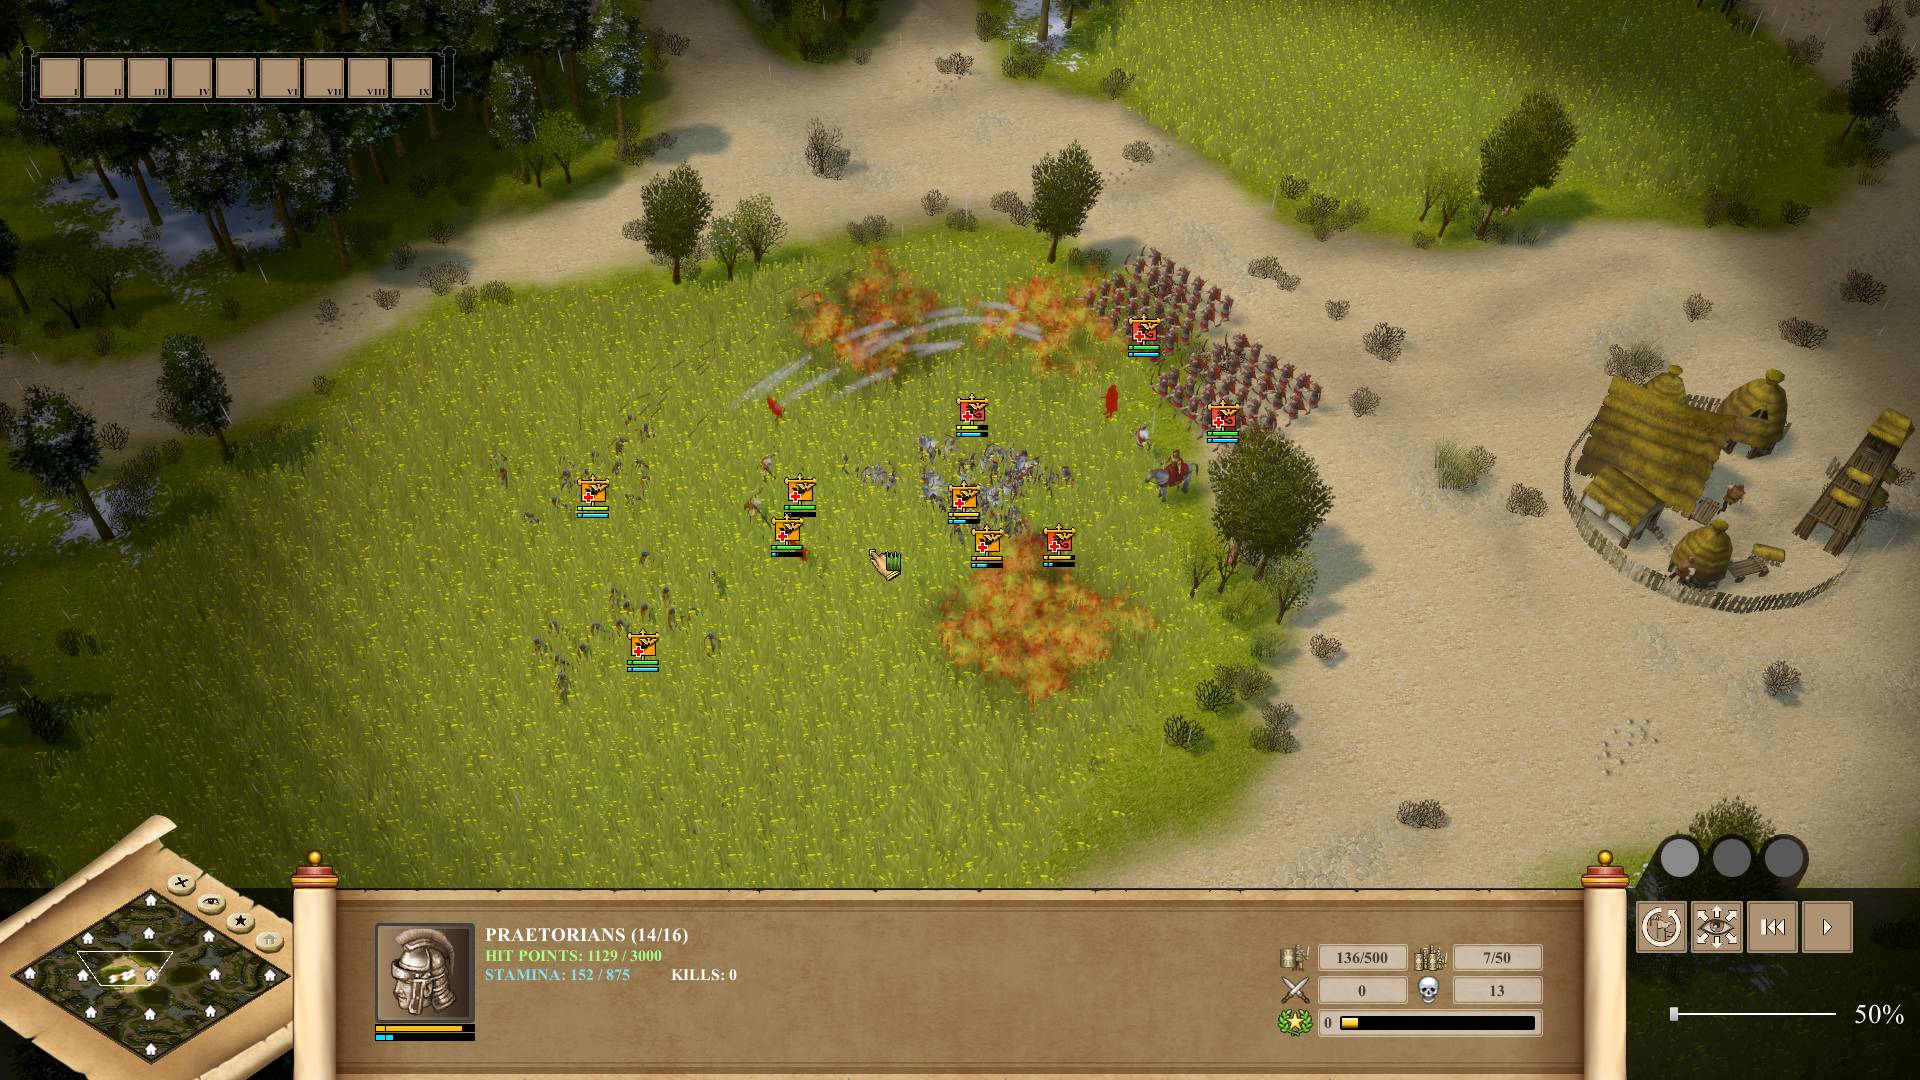 I II III IV V VI VII VIII IX
PRAETORIANS (14/16)
HIT POINTS: 1129 / 3000
STAMINA: 152 / 875 KILLS: 0
136/500 7/50
0 13
0
50%